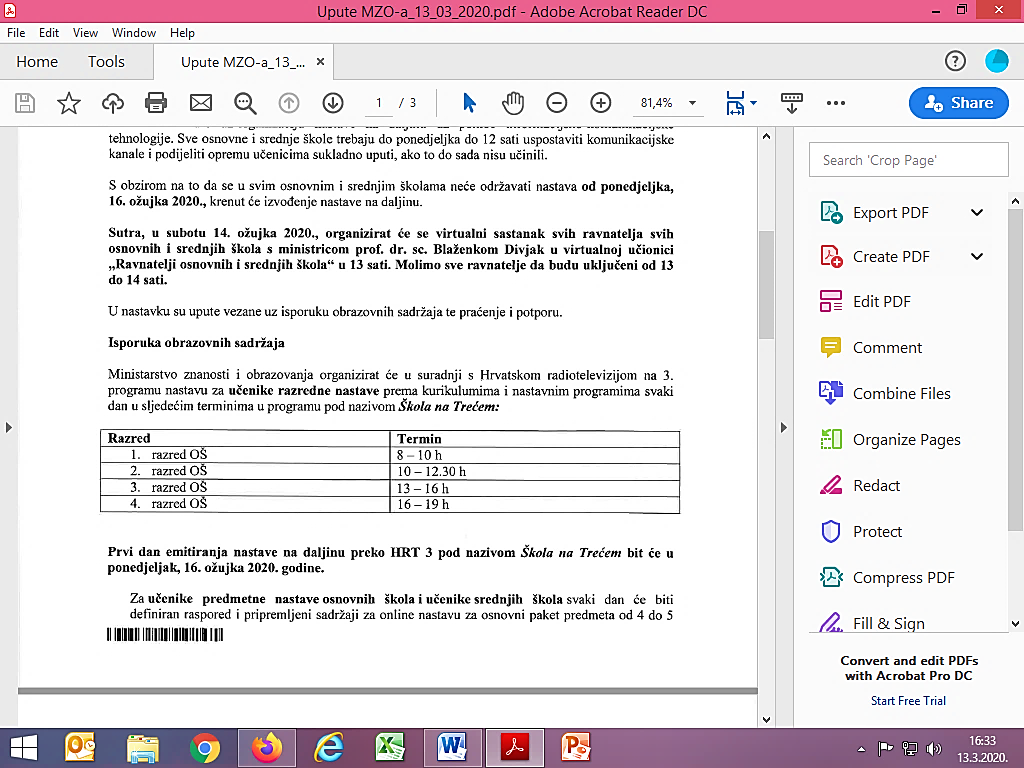 Upute MZO-a_13_03_2020.pdf - Adobe Acrobat Reader DC
File Edit View Window Help
Home Tools Upute MZO-a_13_... ×
1 / 3 81,4% Share
tehnologije. Sve osnovne i srednje škole trebaju do ponedjeljka do 12 sati uspostaviti komunikacijske
kanale i podijeliti opremu učenicima sukladno uputi, ako to do sada nisu učinili.
S obzirom na to da se u svim osnovnim i srednjim školama neće održavati nastava od ponedjeljka,
16. ožujka 2020., krenut će izvođenje nastave na daljinu.
Sutra, u subotu 14. ožujka 2020., organizirat će se virtualni sastanak svih ravnatelja svih
osnovnih i srednjih škola s ministricom prof. dr. sc. Blaženkom Divjak u virtualnoj učionici
„Ravnatelji osnovnih i srednjih škola“ u 13 sati. Molimo sve ravnatelje da budu uključeni od 13
do 14 sati.
U nastavku su upute vezane uz isporuku obrazovnih sadržaja te praćenje i potporu.
Isporuka obrazovnih sadržaja
Ministarstvo znanosti i obrazovanja organizirat će u suradnji s Hrvatskom radiotelevizijom na 3.
programu nastavu za učenike razredne nastave prema kurikulumima i nastavnim programima svaki
dan u sljedećim terminima u programu pod nazivom Škola na Trećem:
Razred Termin
1. razred OŠ 8 – 10 h
2. razred OŠ 10 – 12.30 h
3. razred OŠ 13 – 16 h
4. razred OŠ 16 – 19 h
Prvi dan emitiranja nastave na daljinu preko HRT 3 pod nazivom Škola na Trećem bit će u
ponedjeljak, 16. ožujka 2020. godine.
Za učenike predmetne nastave osnovnih škola i učenike srednjih škola svaki dan će biti
definiran raspored i pripremljeni sadržaji za online nastavu za osnovni paket predmeta od 4 do 5
Search 'Crop Page'
Export PDF
Create PDF
Edit PDF
Comment
Combine Files
Organize Pages
Redact
Protect
Compress PDF
Fill & Sign
Convert and edit PDFs
with Acrobat Pro DC
Start Free Trial
16:33
13.3.2020.